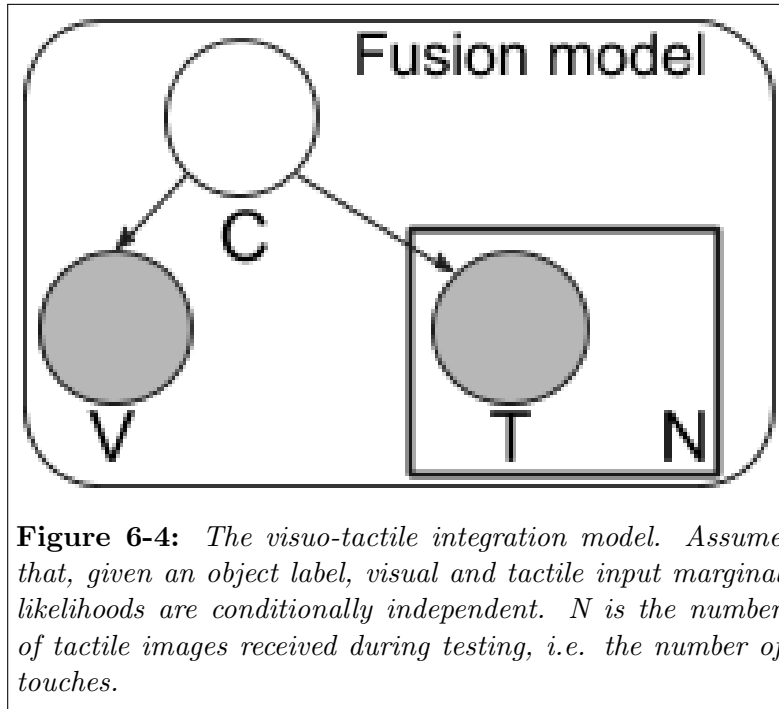 Fusion model
C
V
T
N
Figure 6-4: The visuo-tactile integration model. Assume
that, given an object label, visual and tactile input marginal
likelihoods are conditionally independent. N is the number
of tactile images received during testing, i.e. the number of
touches.